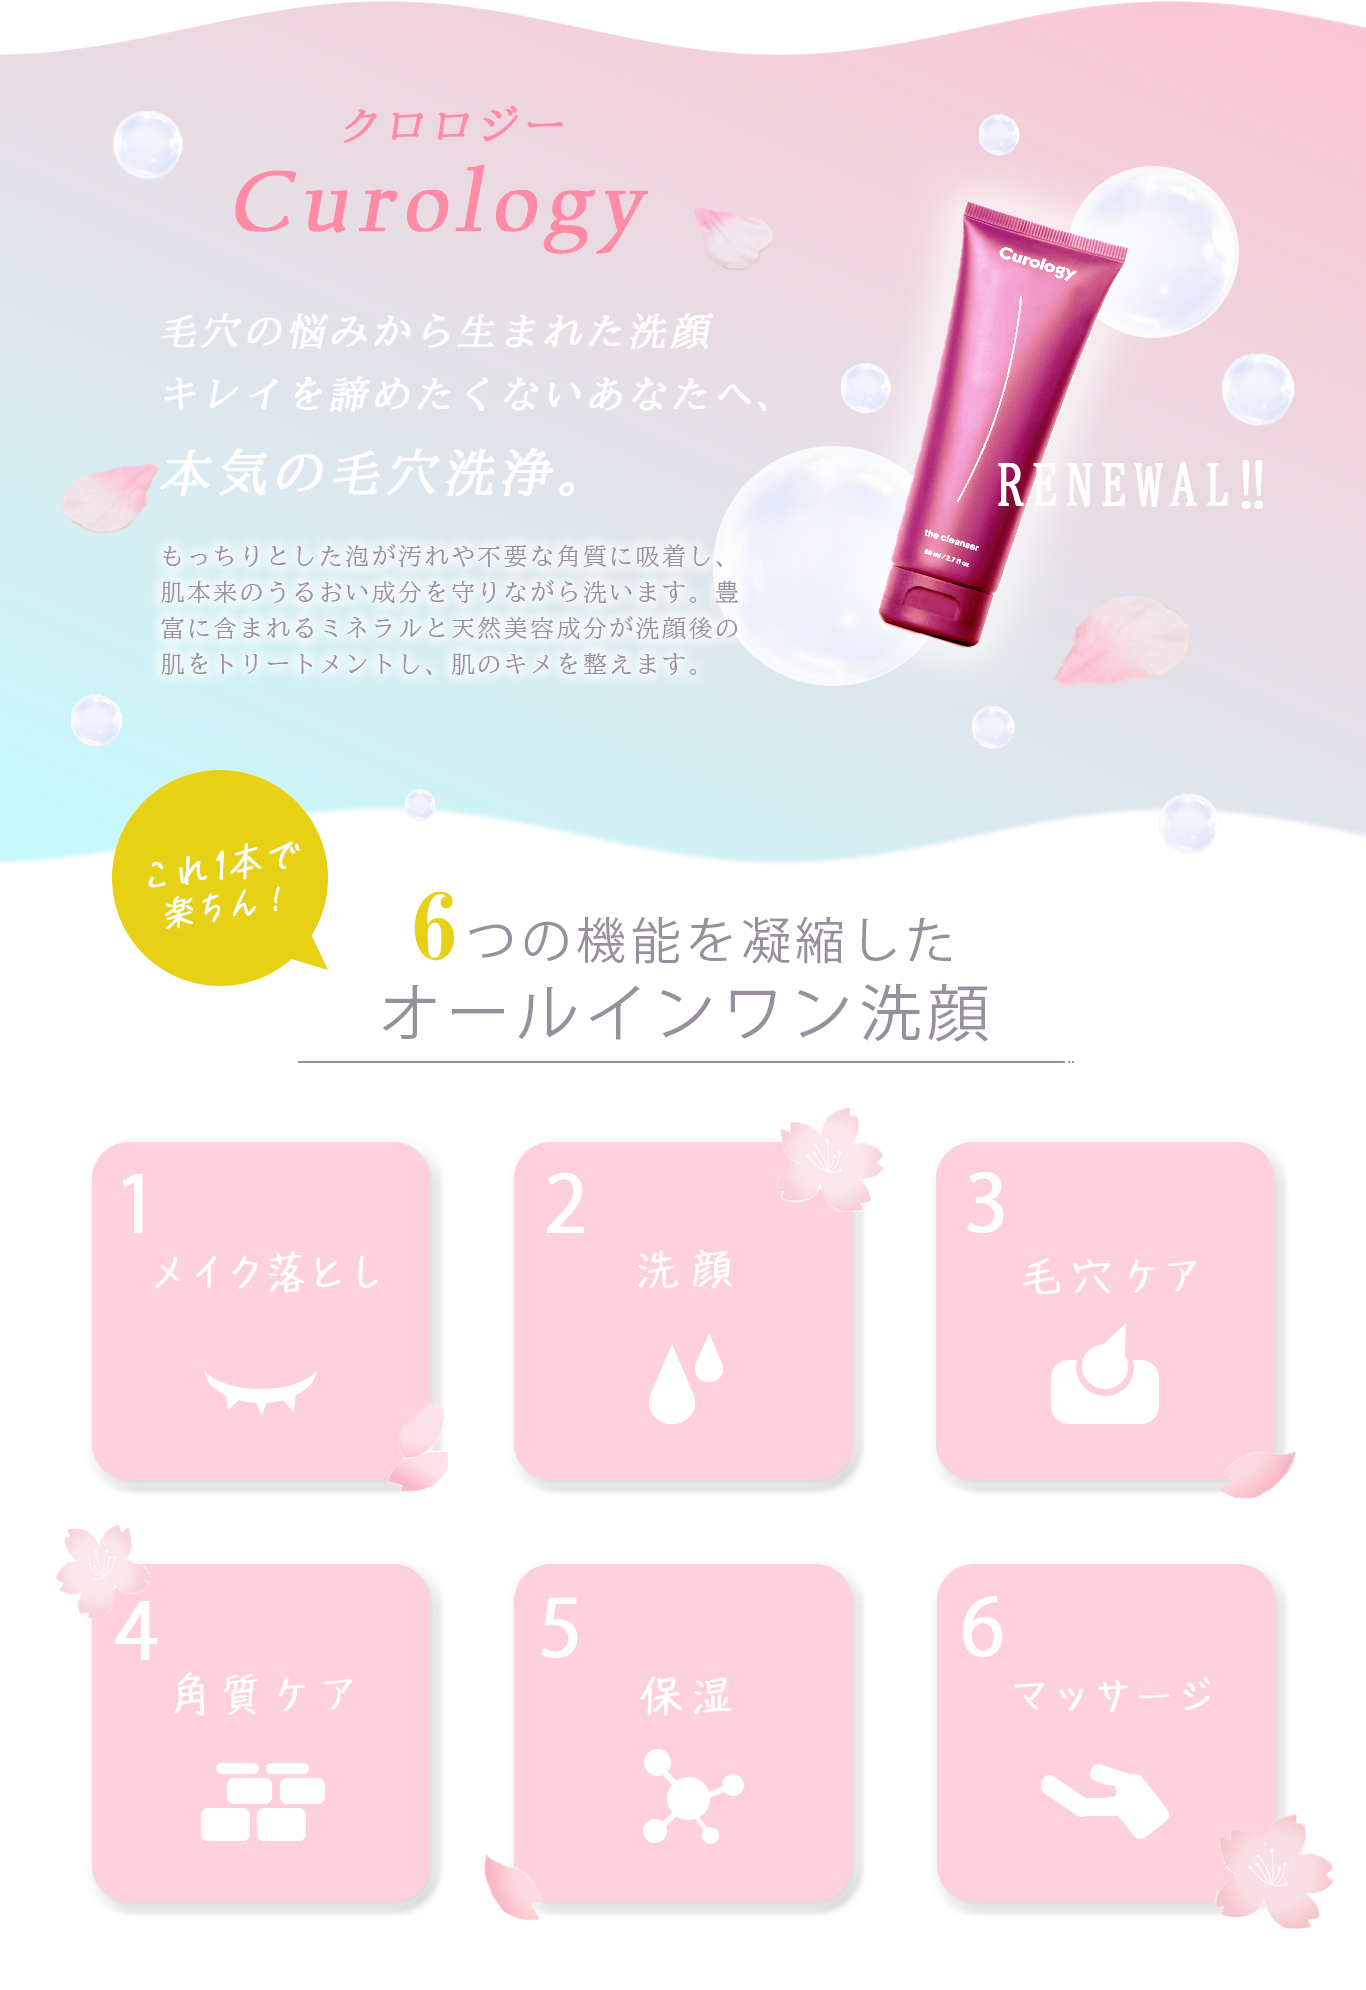 クロロジー
Curology
毛穴の悩みから生まれた洗顔
キレイを諦めたくないあなたへ、
本気の毛穴洗浄。
もっちりとした泡が汚れや不要な角質に吸着し、
肌本来のうるおい成分を守りながら洗います。豊
富に含まれるミネラルと天然美容成分が洗顔後の
肌をトリートメントし、肌のキメを整えます。
Curology
RENEWAL!!
the cleanser
80 ml / 2.7 fl oz
これ1本で
楽ちん！
6つの機能を凝縮した
オールインワン洗顔
1
メイク落とし
2
洗顔
3
毛穴ケア
4
角質ケア
5
保湿
6
マッサージ